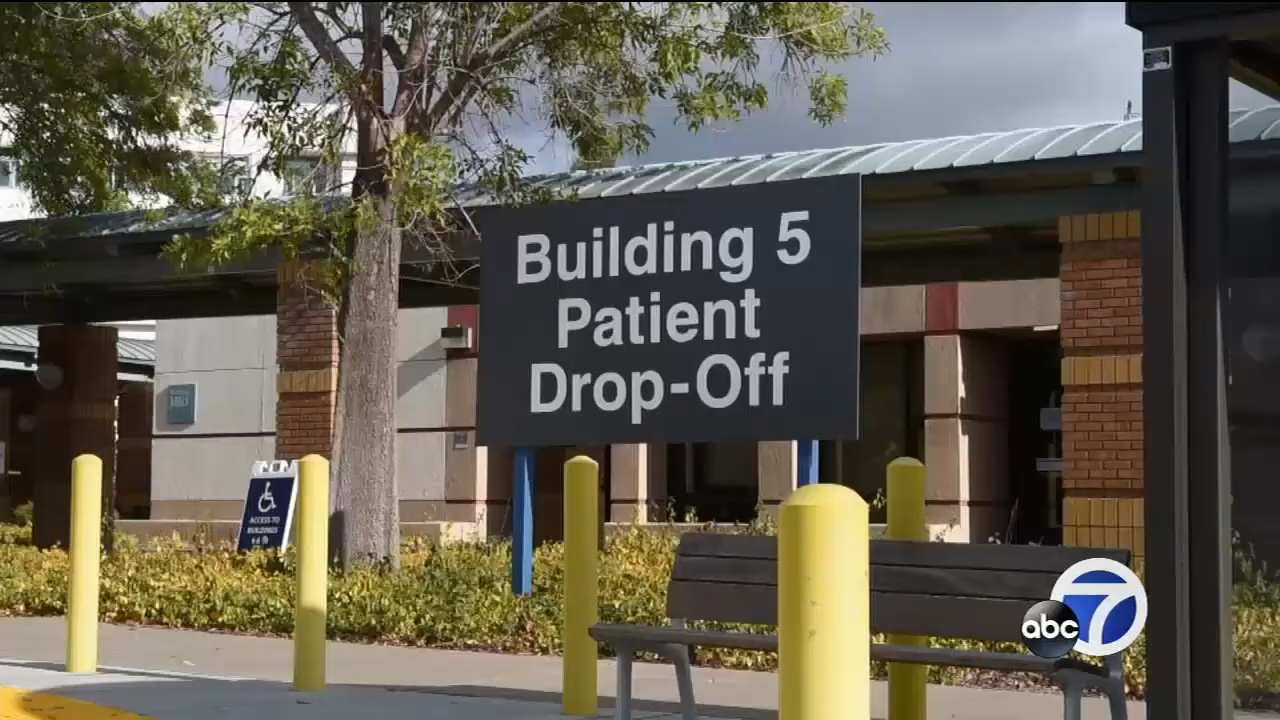 Building 5
Patient
Drop-Off
ACCESS TO
BUILDINGS
abc 7